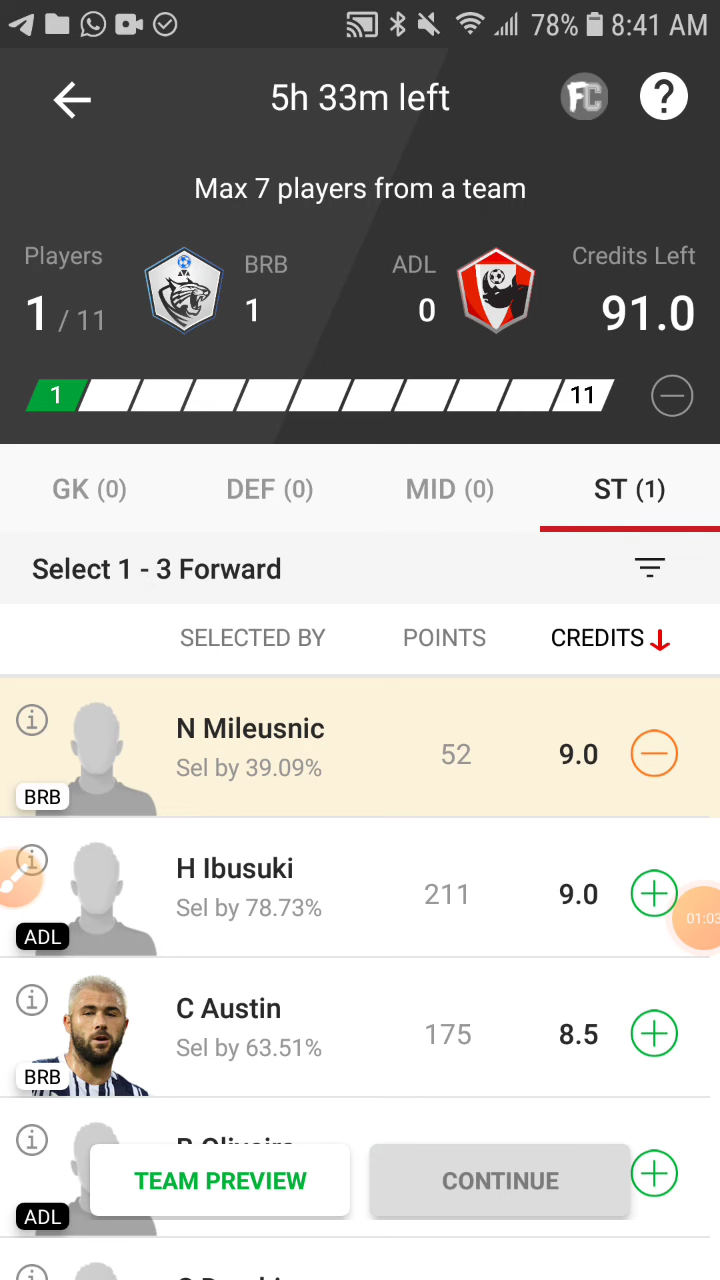 78% 8:41 AM
5h 33m left
FC
?
Max 7 players from a team
Players BRB ADL Credits Left
1 / 11 1 0 91.0
1 11
GK (0) DEF (0) MID (0) ST (1)
Select 1 - 3 Forward
SELECTED BY POINTS CREDITS
N Mileusnic
Sel by 39.09% 52 9.0
BRB
H Ibusuki
Sel by 78.73% 211 9.0
ADL
01:03
C Austin
Sel by 63.51% 175 8.5
BRB
TEAM PREVIEW CONTINUE
ADL